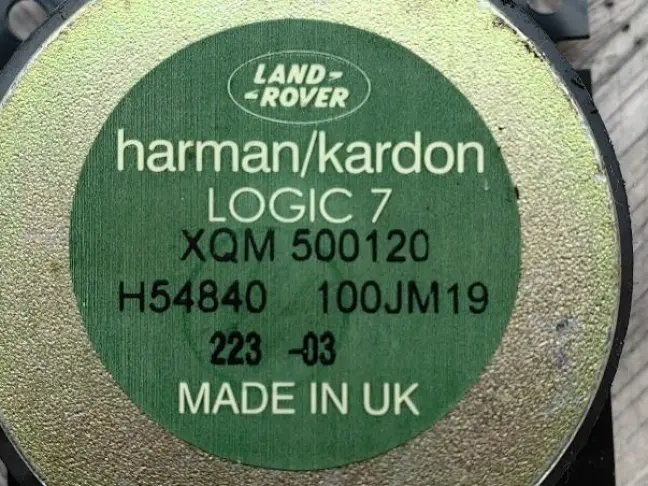 LAND-
-ROVER
harman/kardon
LOGIC 7
XQM 500120
H54840 100JM19
223 -03
MADE IN UK